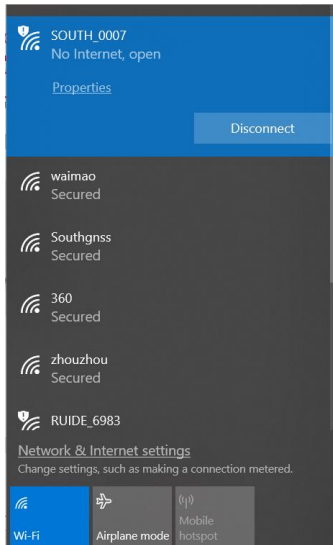 SOUTH_0007
No Internet, open
Properties
Disconnect
waimao
Secured
Southgnss
Secured
360
Secured
zhouzhou
Secured
RUIDE_6983
Network & Internet settings
Change settings, such as making a connection metered.
Wi-Fi
Airplane mode
Mobile
hotspot